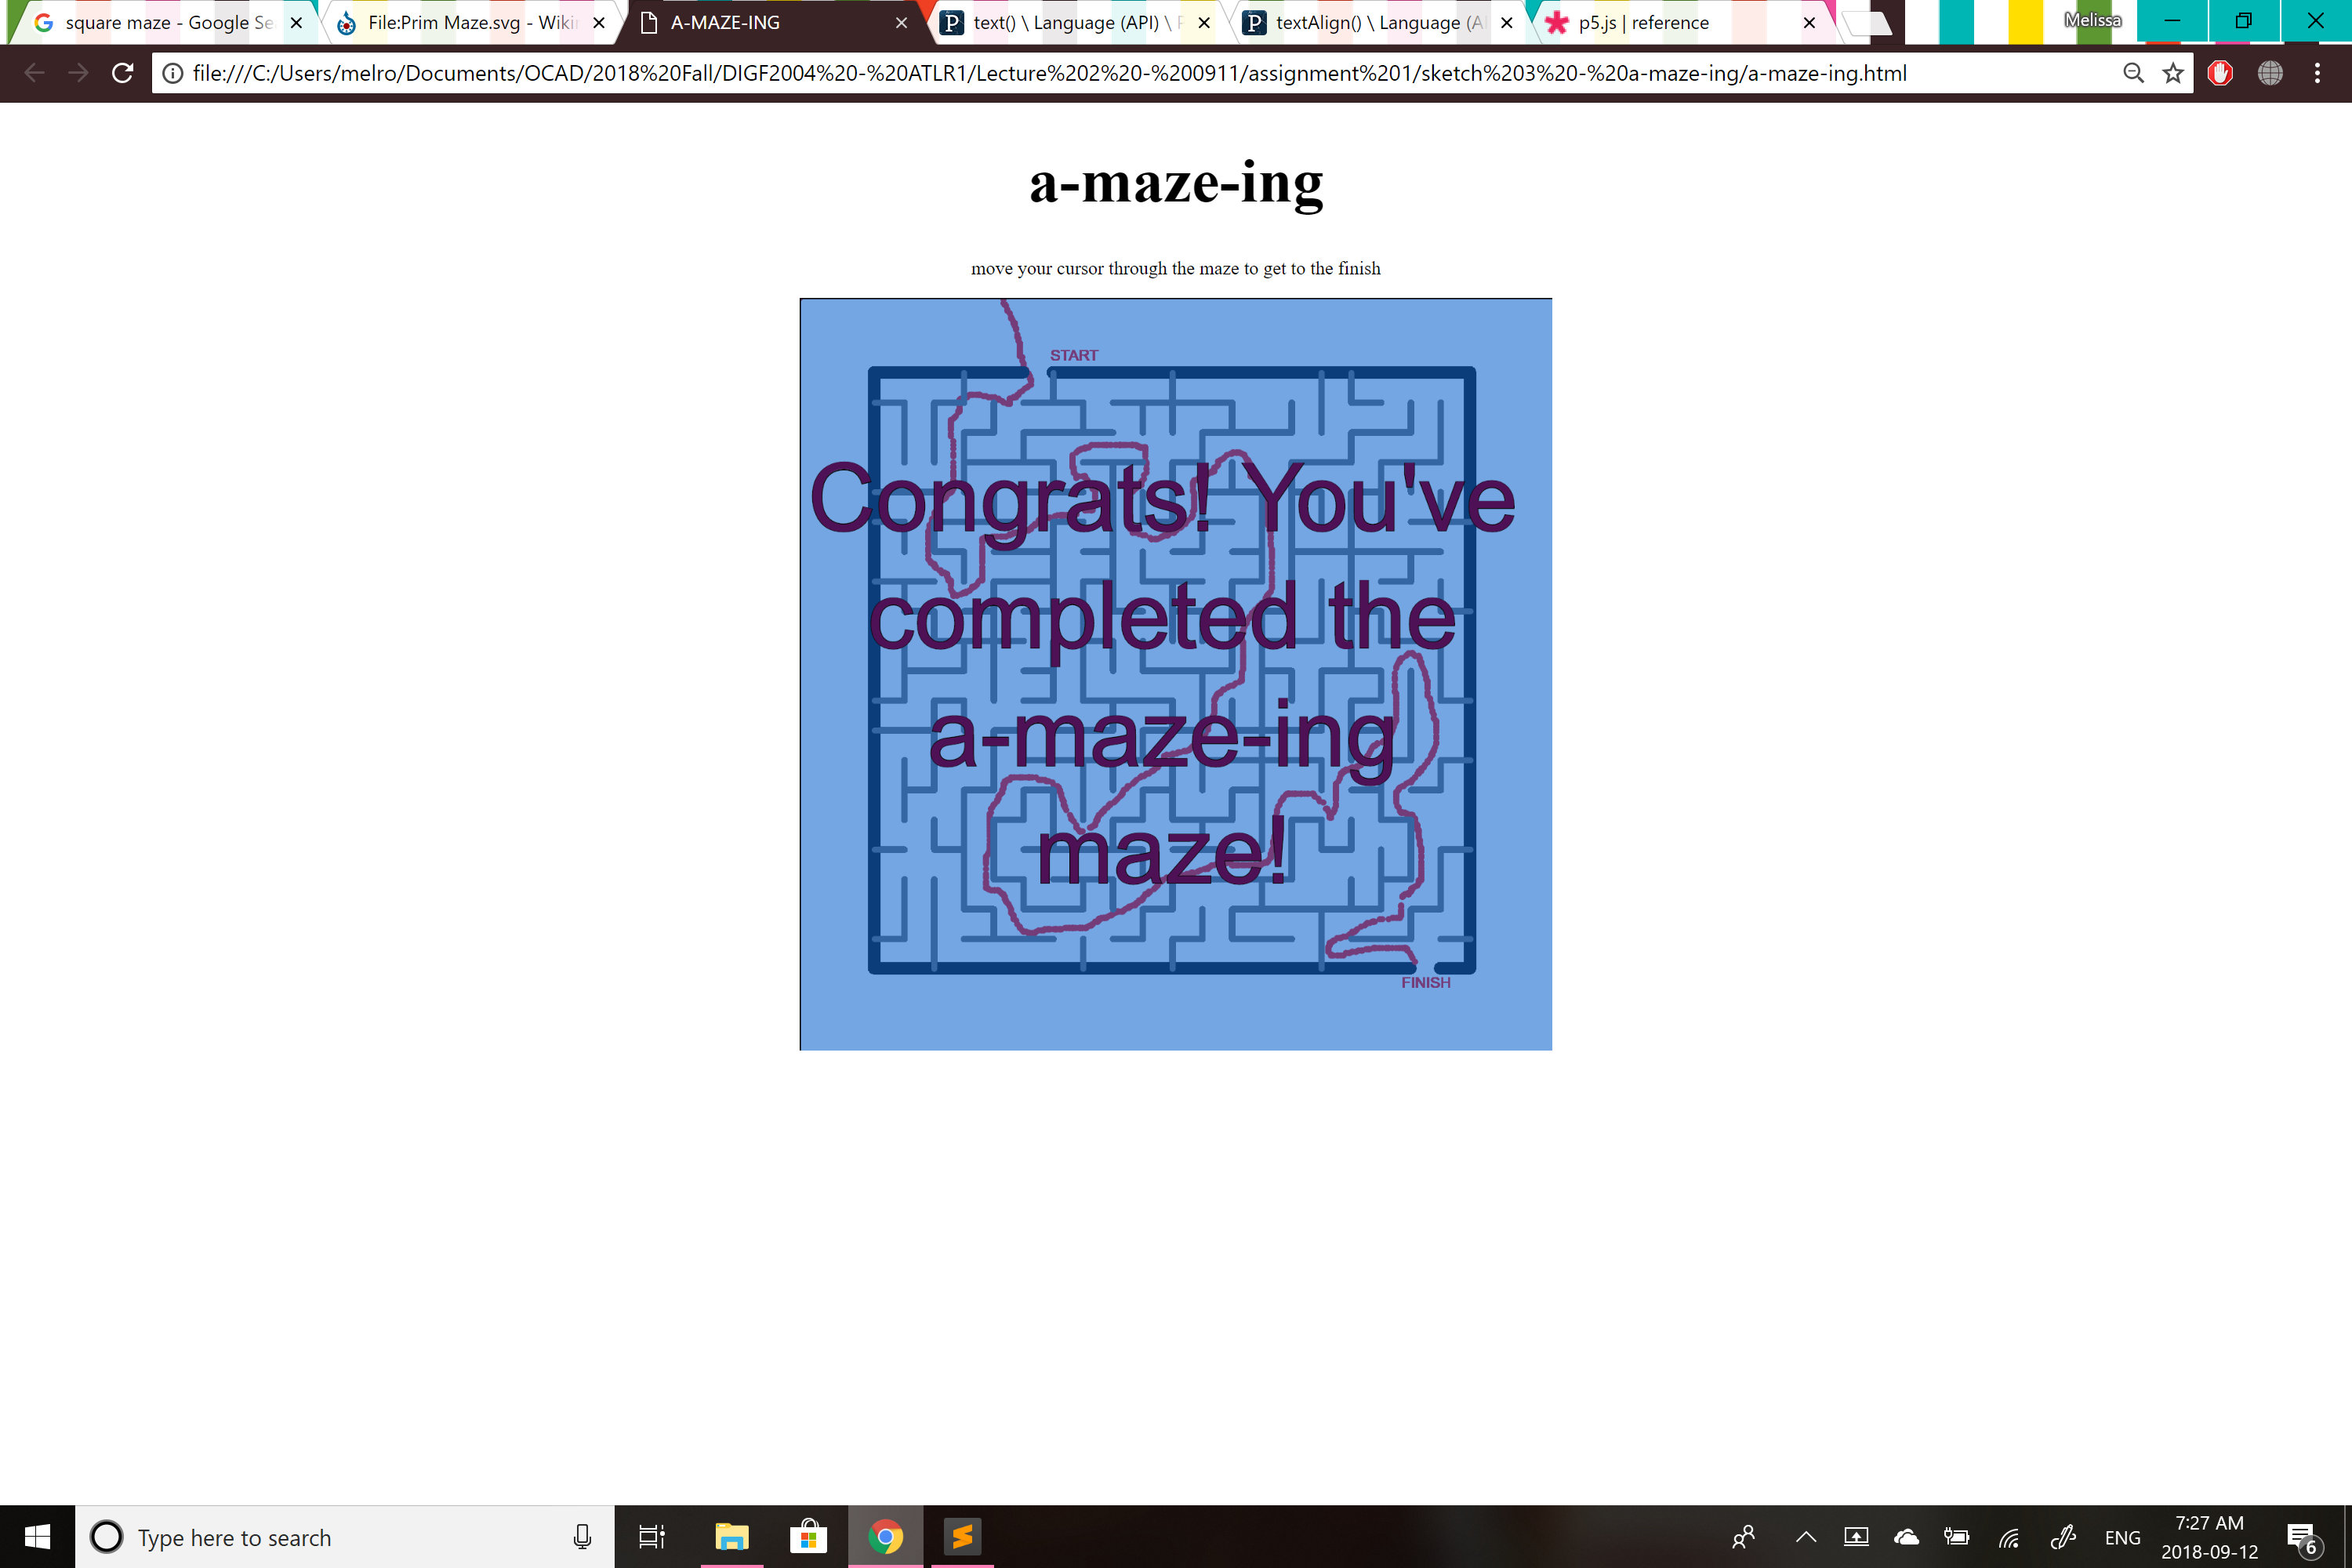 square maze - Google Se
File:Prim Maze.svg - Wiki
A-MAZE-ING
text() \ Language (API) \
textAlign() \ Language (A
p5.js | reference
Melissa
file:///C:/Users/melro/Documents/OCAD/2018%20Fall/DIGF2004%20-%20ATLR1/Lecture%202%20-%200911/assignment%201/sketch%203%20-%20a-maze-ing/a-maze-ing.html
a-maze-ing
move your cursor through the maze to get to the finish
START
Congrats! You've
completed the
a-maze-ing
maze!
FINISH
Type here to search
ENG
7:27 AM
2018-09-12
6